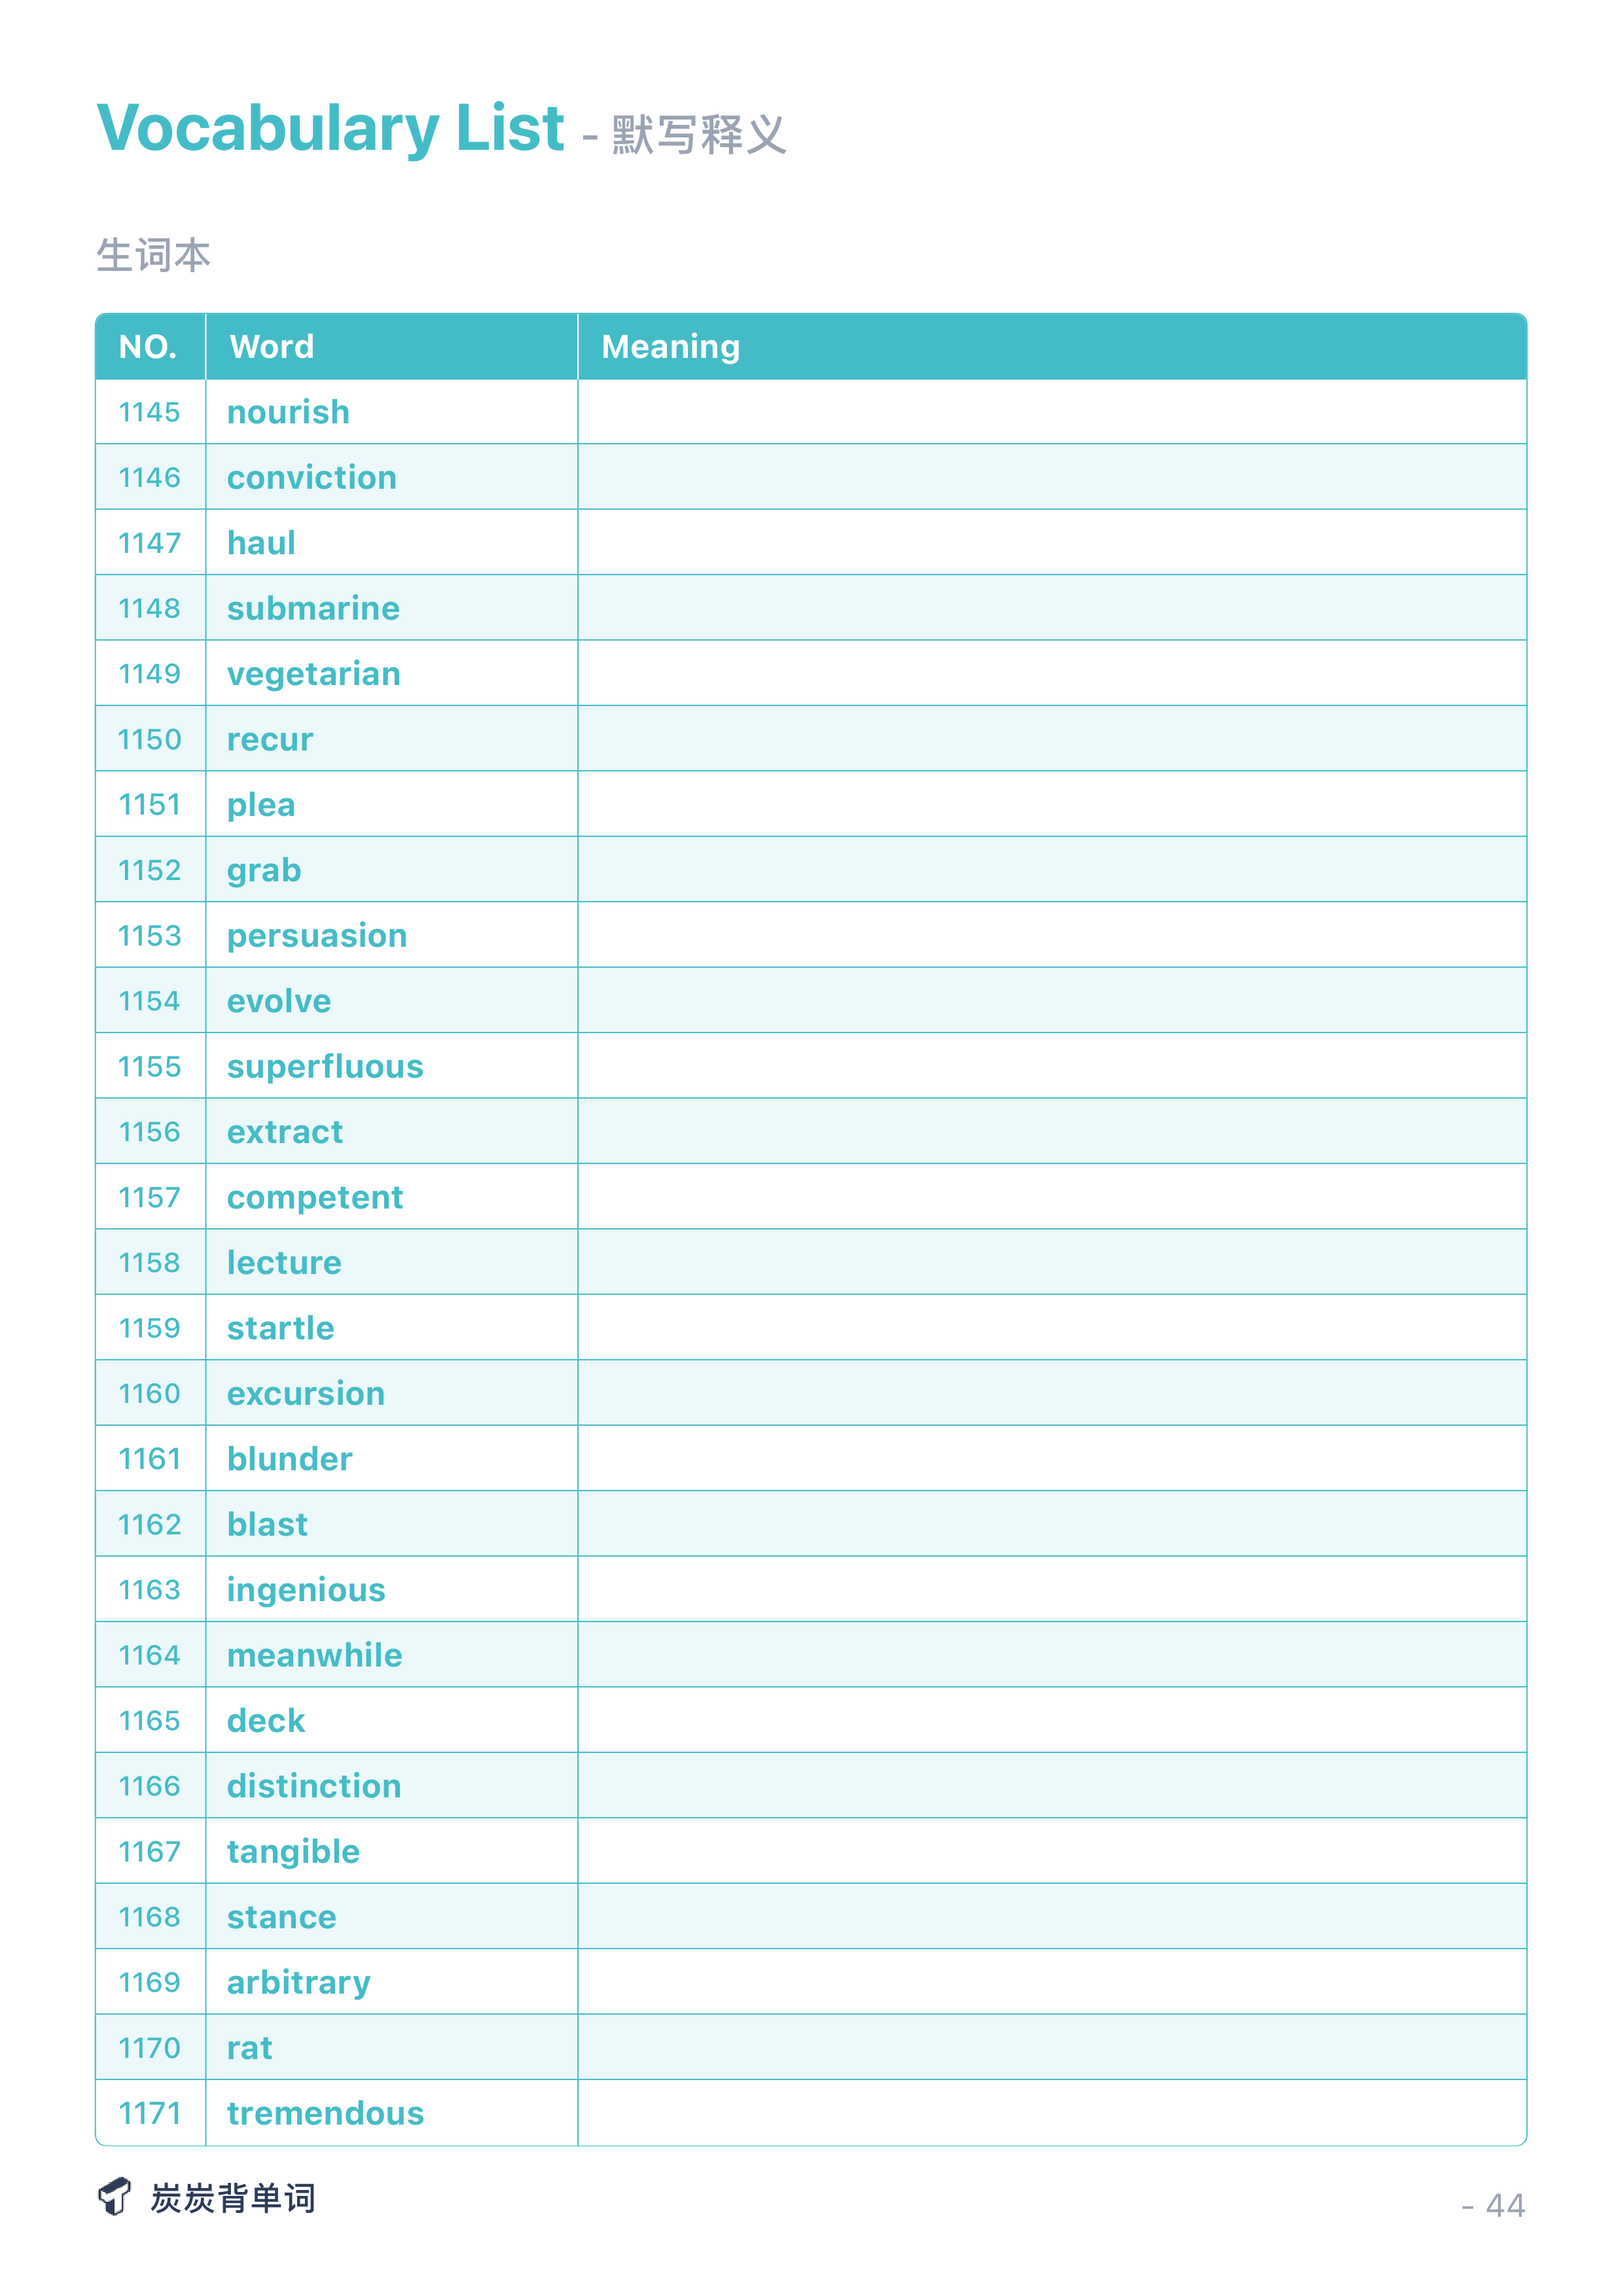 Vocabulary List - 默写释义
生词本
NO. Word Meaning
1145 nourish
1146 conviction
1147 haul
1148 submarine
1149 vegetarian
1150 recur
1151 plea
1152 grab
1153 persuasion
1154 evolve
1155 superfluous
1156 extract
1157 competent
1158 lecture
1159 startle
1160 excursion
1161 blunder
1162 blast
1163 ingenious
1164 meanwhile
1165 deck
1166 distinction
1167 tangible
1168 stance
1169 arbitrary
1170 rat
1171 tremendous
炭炭背单词
- 44